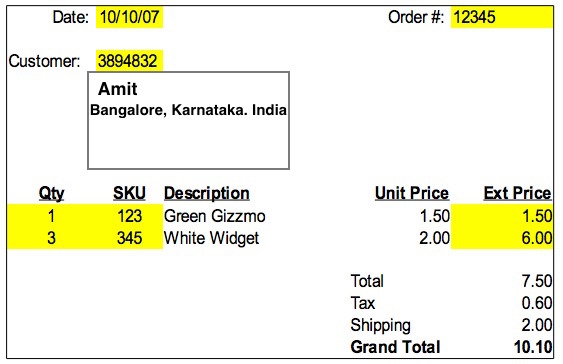 Date: 10/10/07 Order #: 12345
Customer: 3894832
Amit
Bangalore, Karnataka. India
Qty SKU Description Unit Price Ext Price
1 123 Green Gizzmo 1.50 1.50
3 345 White Widget 2.00 6.00
Total 7.50
Tax 0.60
Shipping 2.00
Grand Total 10.10